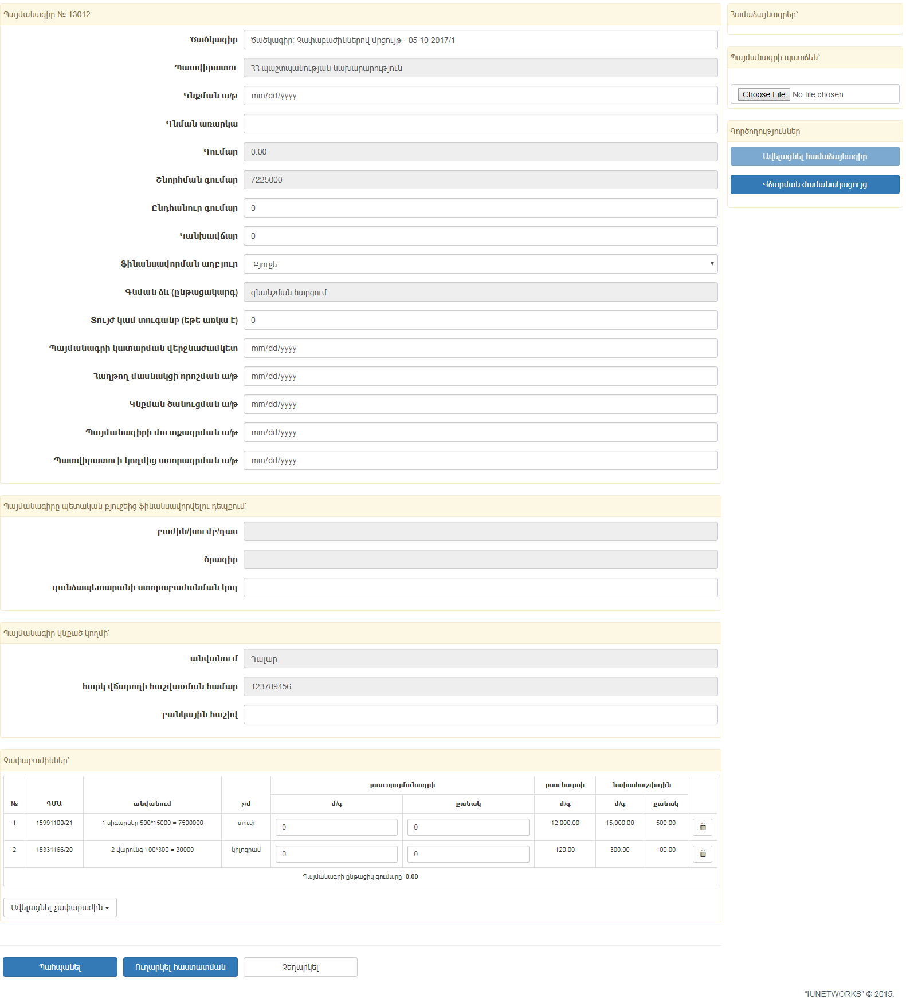 Պայմանագիր № 13012
Ծածկագիր
Ծածկագիր: Չափաբաժիններով մրցույթ - 05 10 2017/1
Պատվիրատու
ՀՀ պաշտպանության նախարարություն
Կնքման ա/թ
mm/dd/yyyy
Գնման առարկա
Գումար
0.00
Շնորհման գումար
7225000
Ընդհանուր գումար
0
Կանխավճար
0
Ֆինանսավորման աղբյուր
Բյուջե
Գնման ձև (ընթացակարգ)
գնանշման հարցում
Տույժ կամ տուգանք (եթե առկա է)
0
Պայմանագրի կատարման վերջնաժամկետ
mm/dd/yyyy
Հաղթող մասնակցի որոշման ա/թ
mm/dd/yyyy
Կնքման ծանուցման ա/թ
mm/dd/yyyy
Պայմանագիրի մուտքագրման ա/թ
mm/dd/yyyy
Պատվիրատուի կողմից ստորագրման ա/թ
mm/dd/yyyy
Պայմանագիրը պետական բյուջեից ֆինանսավորվելու դեպքում՝
բաժին/խումբ/դաս
ծրագիր
գանձապետարանի ստորաբաժանման կոդ
Պայմանագիր կնքած կողմի՝
անվանում
Դալար
հարկ վճարողի հաշվառման համար
123789456
բանկային հաշիվ
Չափաբաժիններ՝
ըստ պայմանագրի ըստ հայտի նախահաշվային
№ ԳՄԱ անվանում չ/մ մ/գ քանակ մ/գ մ/գ քանակ
1 15991100/21 1 սիգարներ 500*15000 = 7500000 տուփ 0 0 12,000.00 15,000.00 500.00
2 15331166/20 2 վարունգ 100*300 = 30000 կիլոգրամ 0 0 120.00 300.00 100.00
Պայմանագրի ընթացիկ գումարը՝ 0.00
Ավելացնել չափաբաժին
Պահպանել
Ուղարկել հաստատման
Չեղարկել
Համաձայնագրեր՝
Պայմանագրի պատճեն՝
Choose File No file chosen
Գործողություններ
Ավելացնել համաձայնագիր
Վճարման ժամանակացույց
“IUNETWORKS” © 2015.